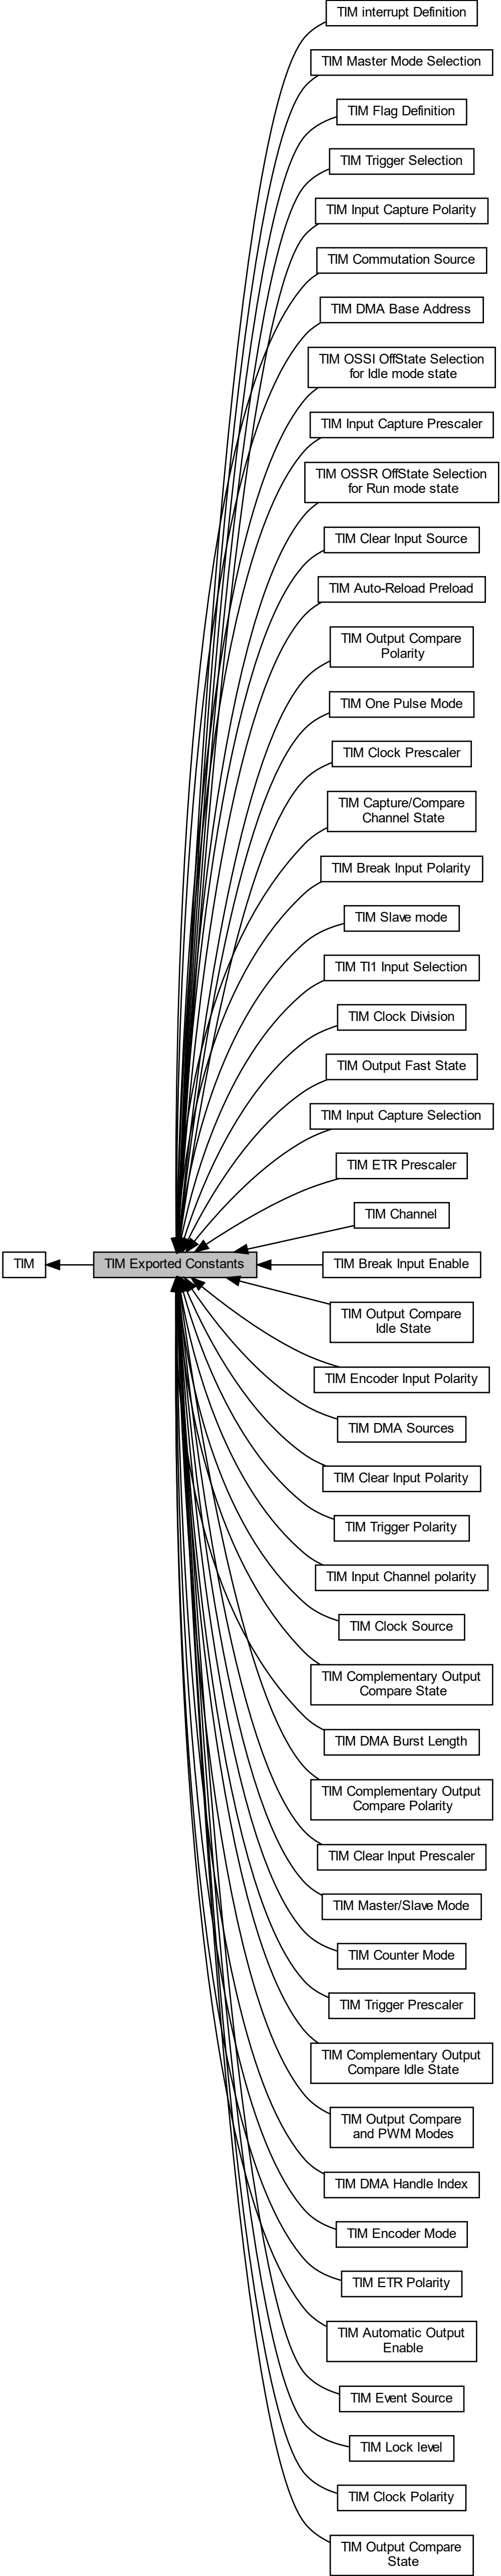 TIM interrupt Definition
TIM Master Mode Selection
TIM Flag Definition
TIM Trigger Selection
TIM Input Capture Polarity
TIM Commutation Source
TIM DMA Base Address
TIM OSSI OffState Selection
for Idle mode state
TIM Input Capture Prescaler
TIM OSSR OffState Selection
for Run mode state
TIM Clear Input Source
TIM Auto-Reload Preload
TIM Output Compare
Polarity
TIM One Pulse Mode
TIM Clock Prescaler
TIM Capture/Compare
Channel State
TIM Break Input Polarity
TIM Slave mode
TIM TI1 Input Selection
TIM Clock Division
TIM Output Fast State
TIM Input Capture Selection
TIM ETR Prescaler
TIM Channel
TIM
TIM Exported Constants
TIM Break Input Enable
TIM Output Compare
Idle State
TIM Encoder Input Polarity
TIM DMA Sources
TIM Clear Input Polarity
TIM Trigger Polarity
TIM Input Channel polarity
TIM Clock Source
TIM Complementary Output
Compare State
TIM DMA Burst Length
TIM Complementary Output
Compare Polarity
TIM Clear Input Prescaler
TIM Master/Slave Mode
TIM Counter Mode
TIM Trigger Prescaler
TIM Complementary Output
Compare Idle State
TIM Output Compare
and PWM Modes
TIM DMA Handle Index
TIM Encoder Mode
TIM ETR Polarity
TIM Automatic Output
Enable
TIM Event Source
TIM Lock level
TIM Clock Polarity
TIM Output Compare
State